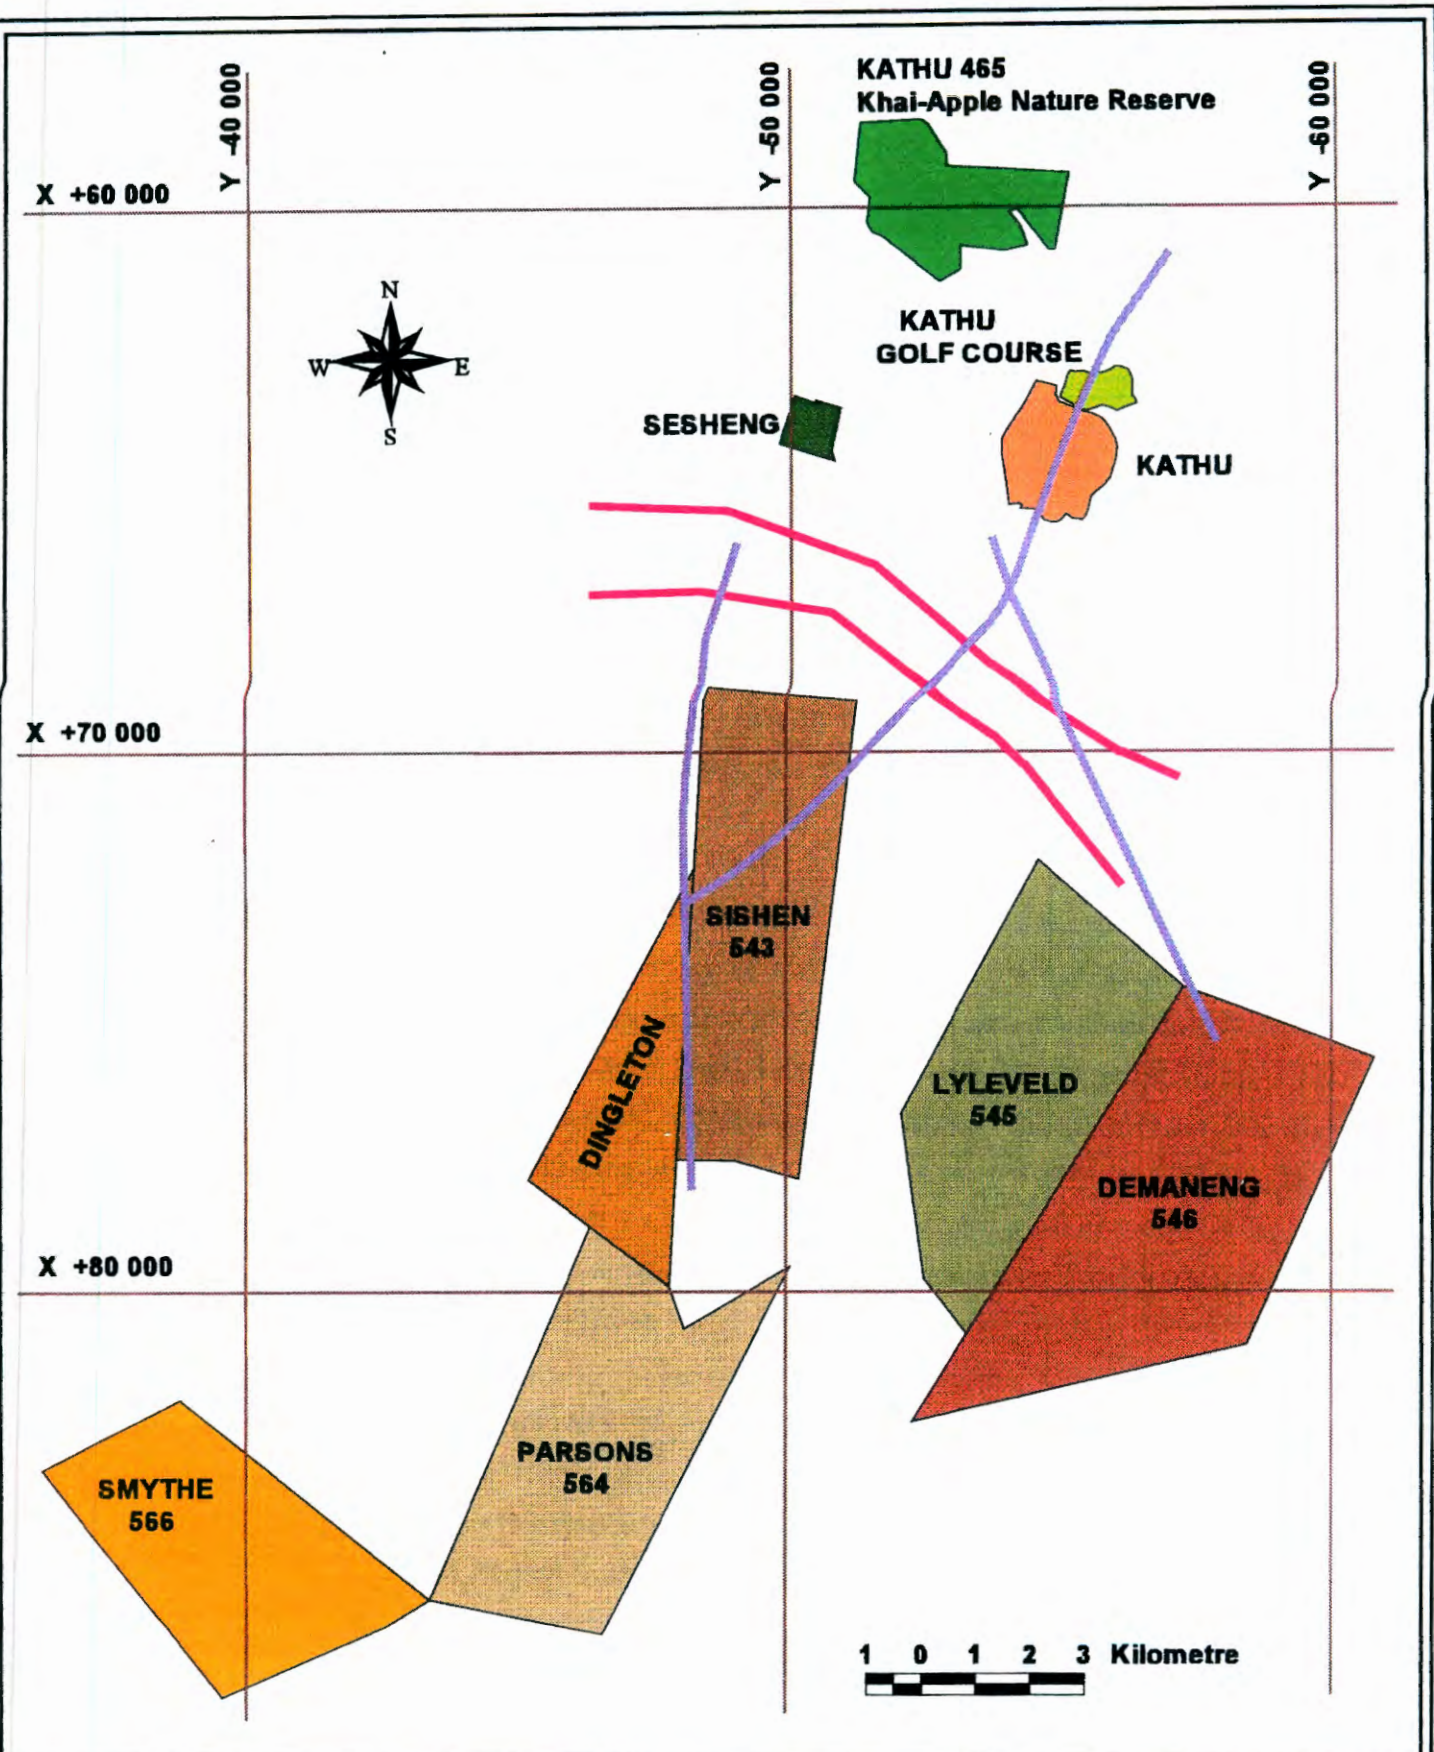 Y -40 000
Y -50 000
KATHU 465
Khai-Apple Nature Reserve
Y -60 000
X +60 000
N
W
E
S
KATHU
GOLF COURSE
SESHENG
KATHU
X +70 000
SISHEN
543
DINGLETON
LYLEVELD
545
DEMANENG
546
X +80 000
PARSONS
564
SMYTHE
566
1 0 1 2 3 Kilometre